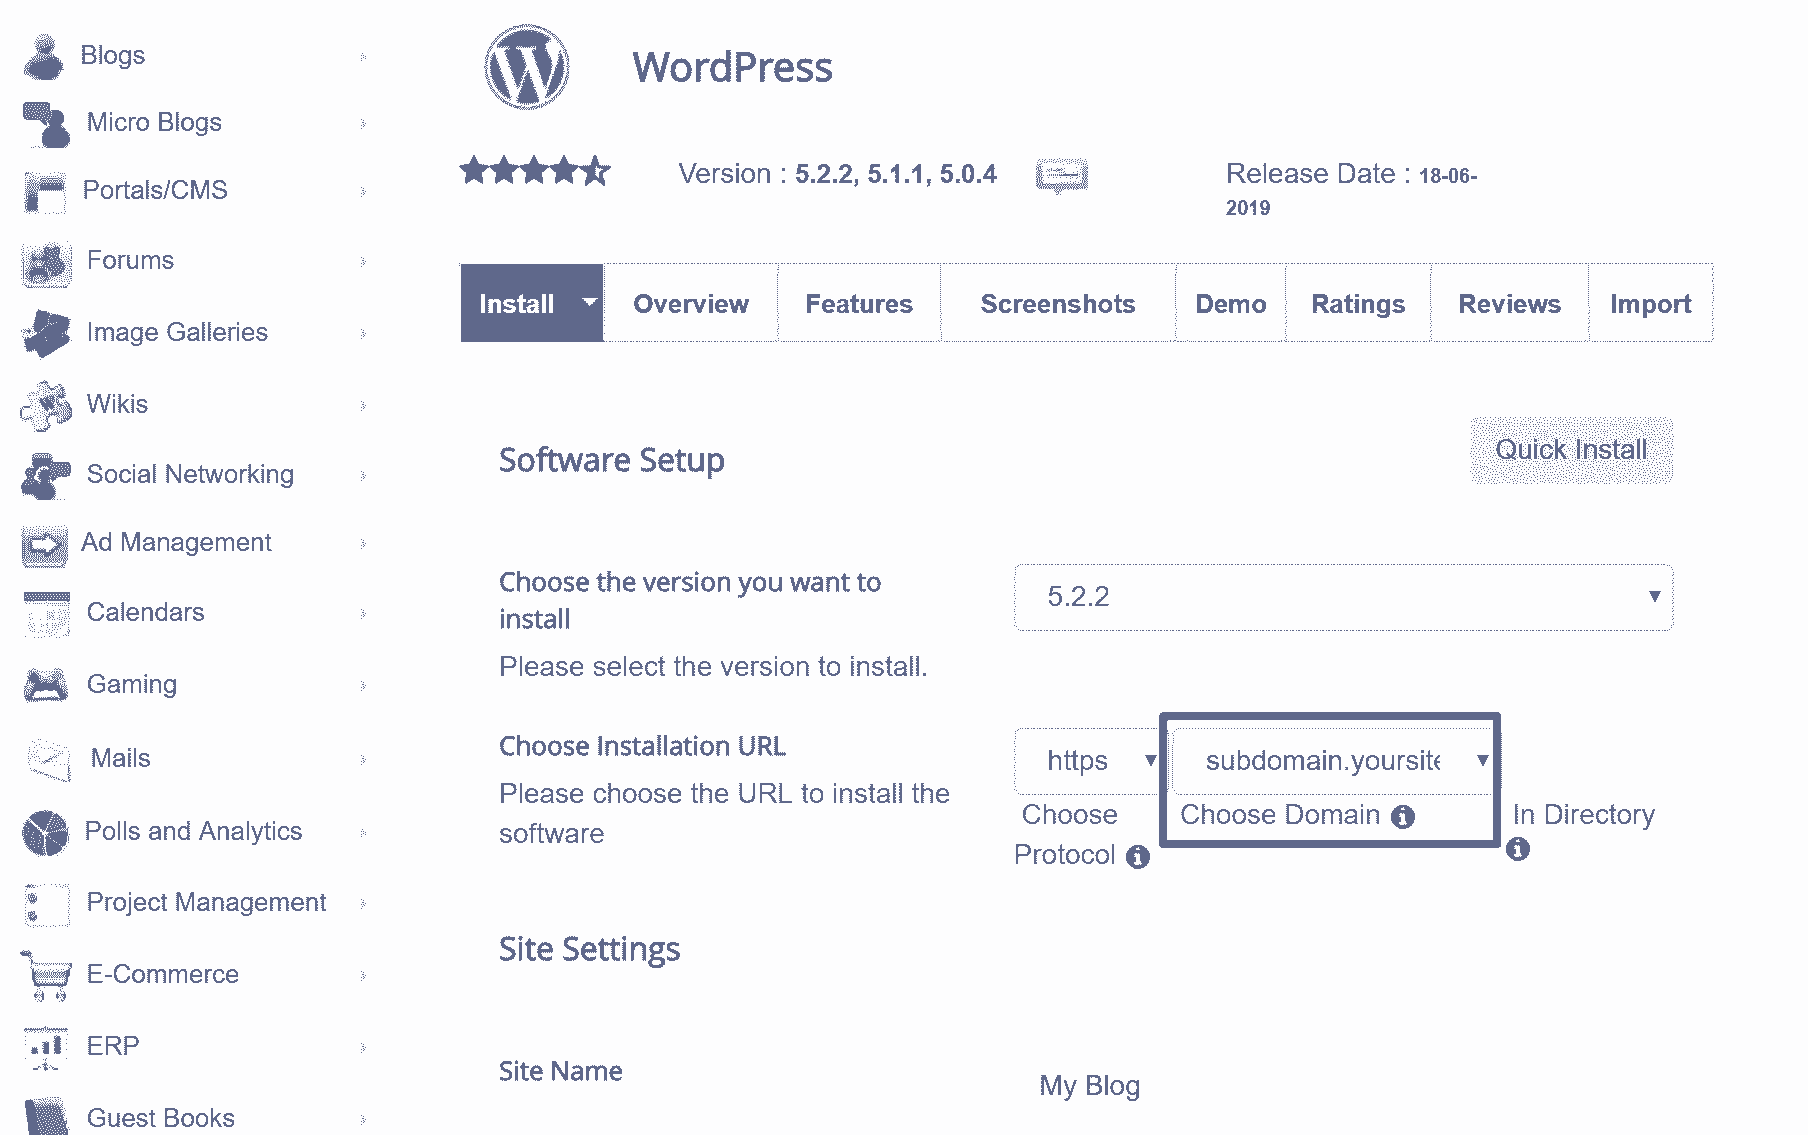 Blogs
Micro Blogs
Portals/CMS
Forums
Image Galleries
Wikis
Social Networking
Ad Management
Calendars
Gaming
Mails
Polls and Analytics
Project Management
E-Commerce
ERP
Guest Books
WordPress
Version : 5.2.2, 5.1.1, 5.0.4
Release Date : 18-06-
2019
Install
Overview
Features
Screenshots
Demo
Ratings
Reviews
Import
Software Setup
Quick Install
Choose the version you want to
install
Please select the version to install.
5.2.2
Choose Installation URL
Please choose the URL to install the
software
https
Choose
Protocol
subdomain.yoursite
Choose Domain
In Directory
Site Settings
Site Name
My Blog